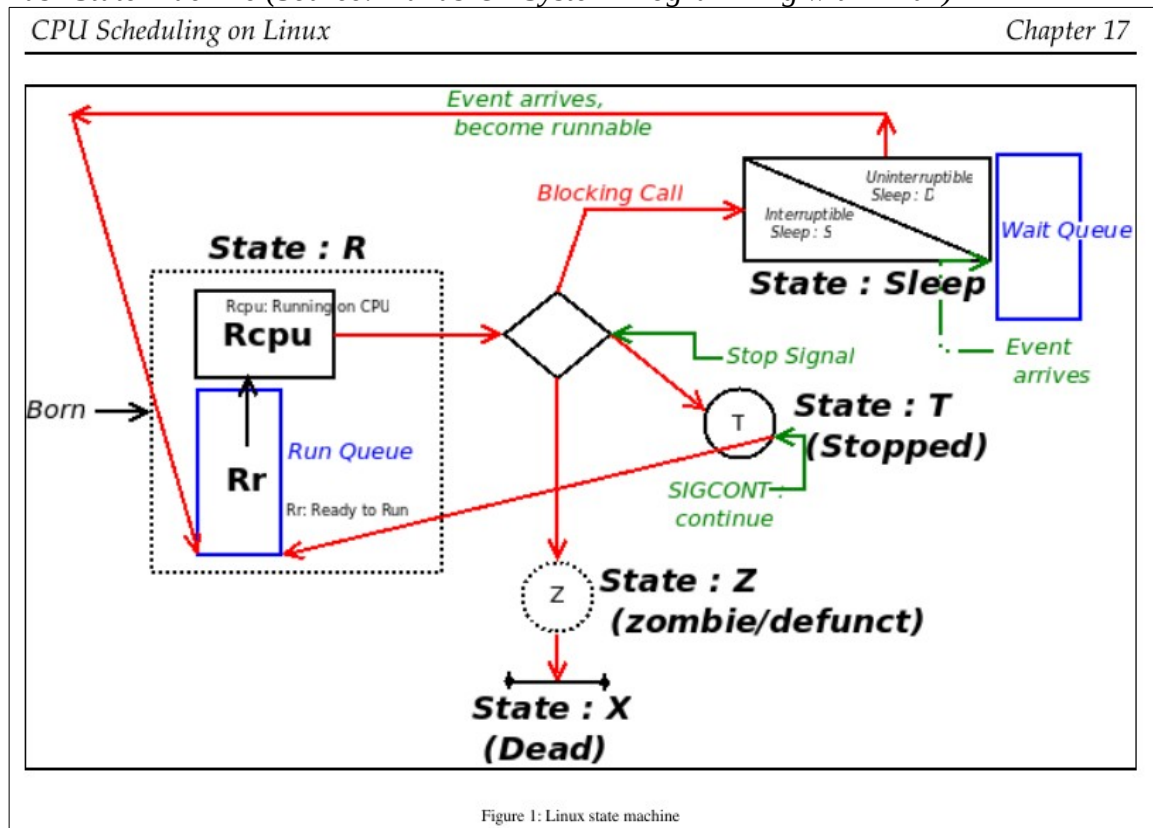 CPU Scheduling on Linux
Chapter 17
Event arrives,
become runnable
Uninterruptible
Sleep : D
Blocking Call
Interruptible
Sleep : S
Wait Queue
State : R
State : Sleep
Rcpu: Running on CPU
Rcpu
Stop Signal
Event
arrives
Born
State : T
(Stopped)
T
Run Queue
Rr
SIGCONT :
continue
Rr: Ready to Run
State : Z
(zombie/defunct)
Z
State : X
(Dead)
Figure 1: Linux state machine